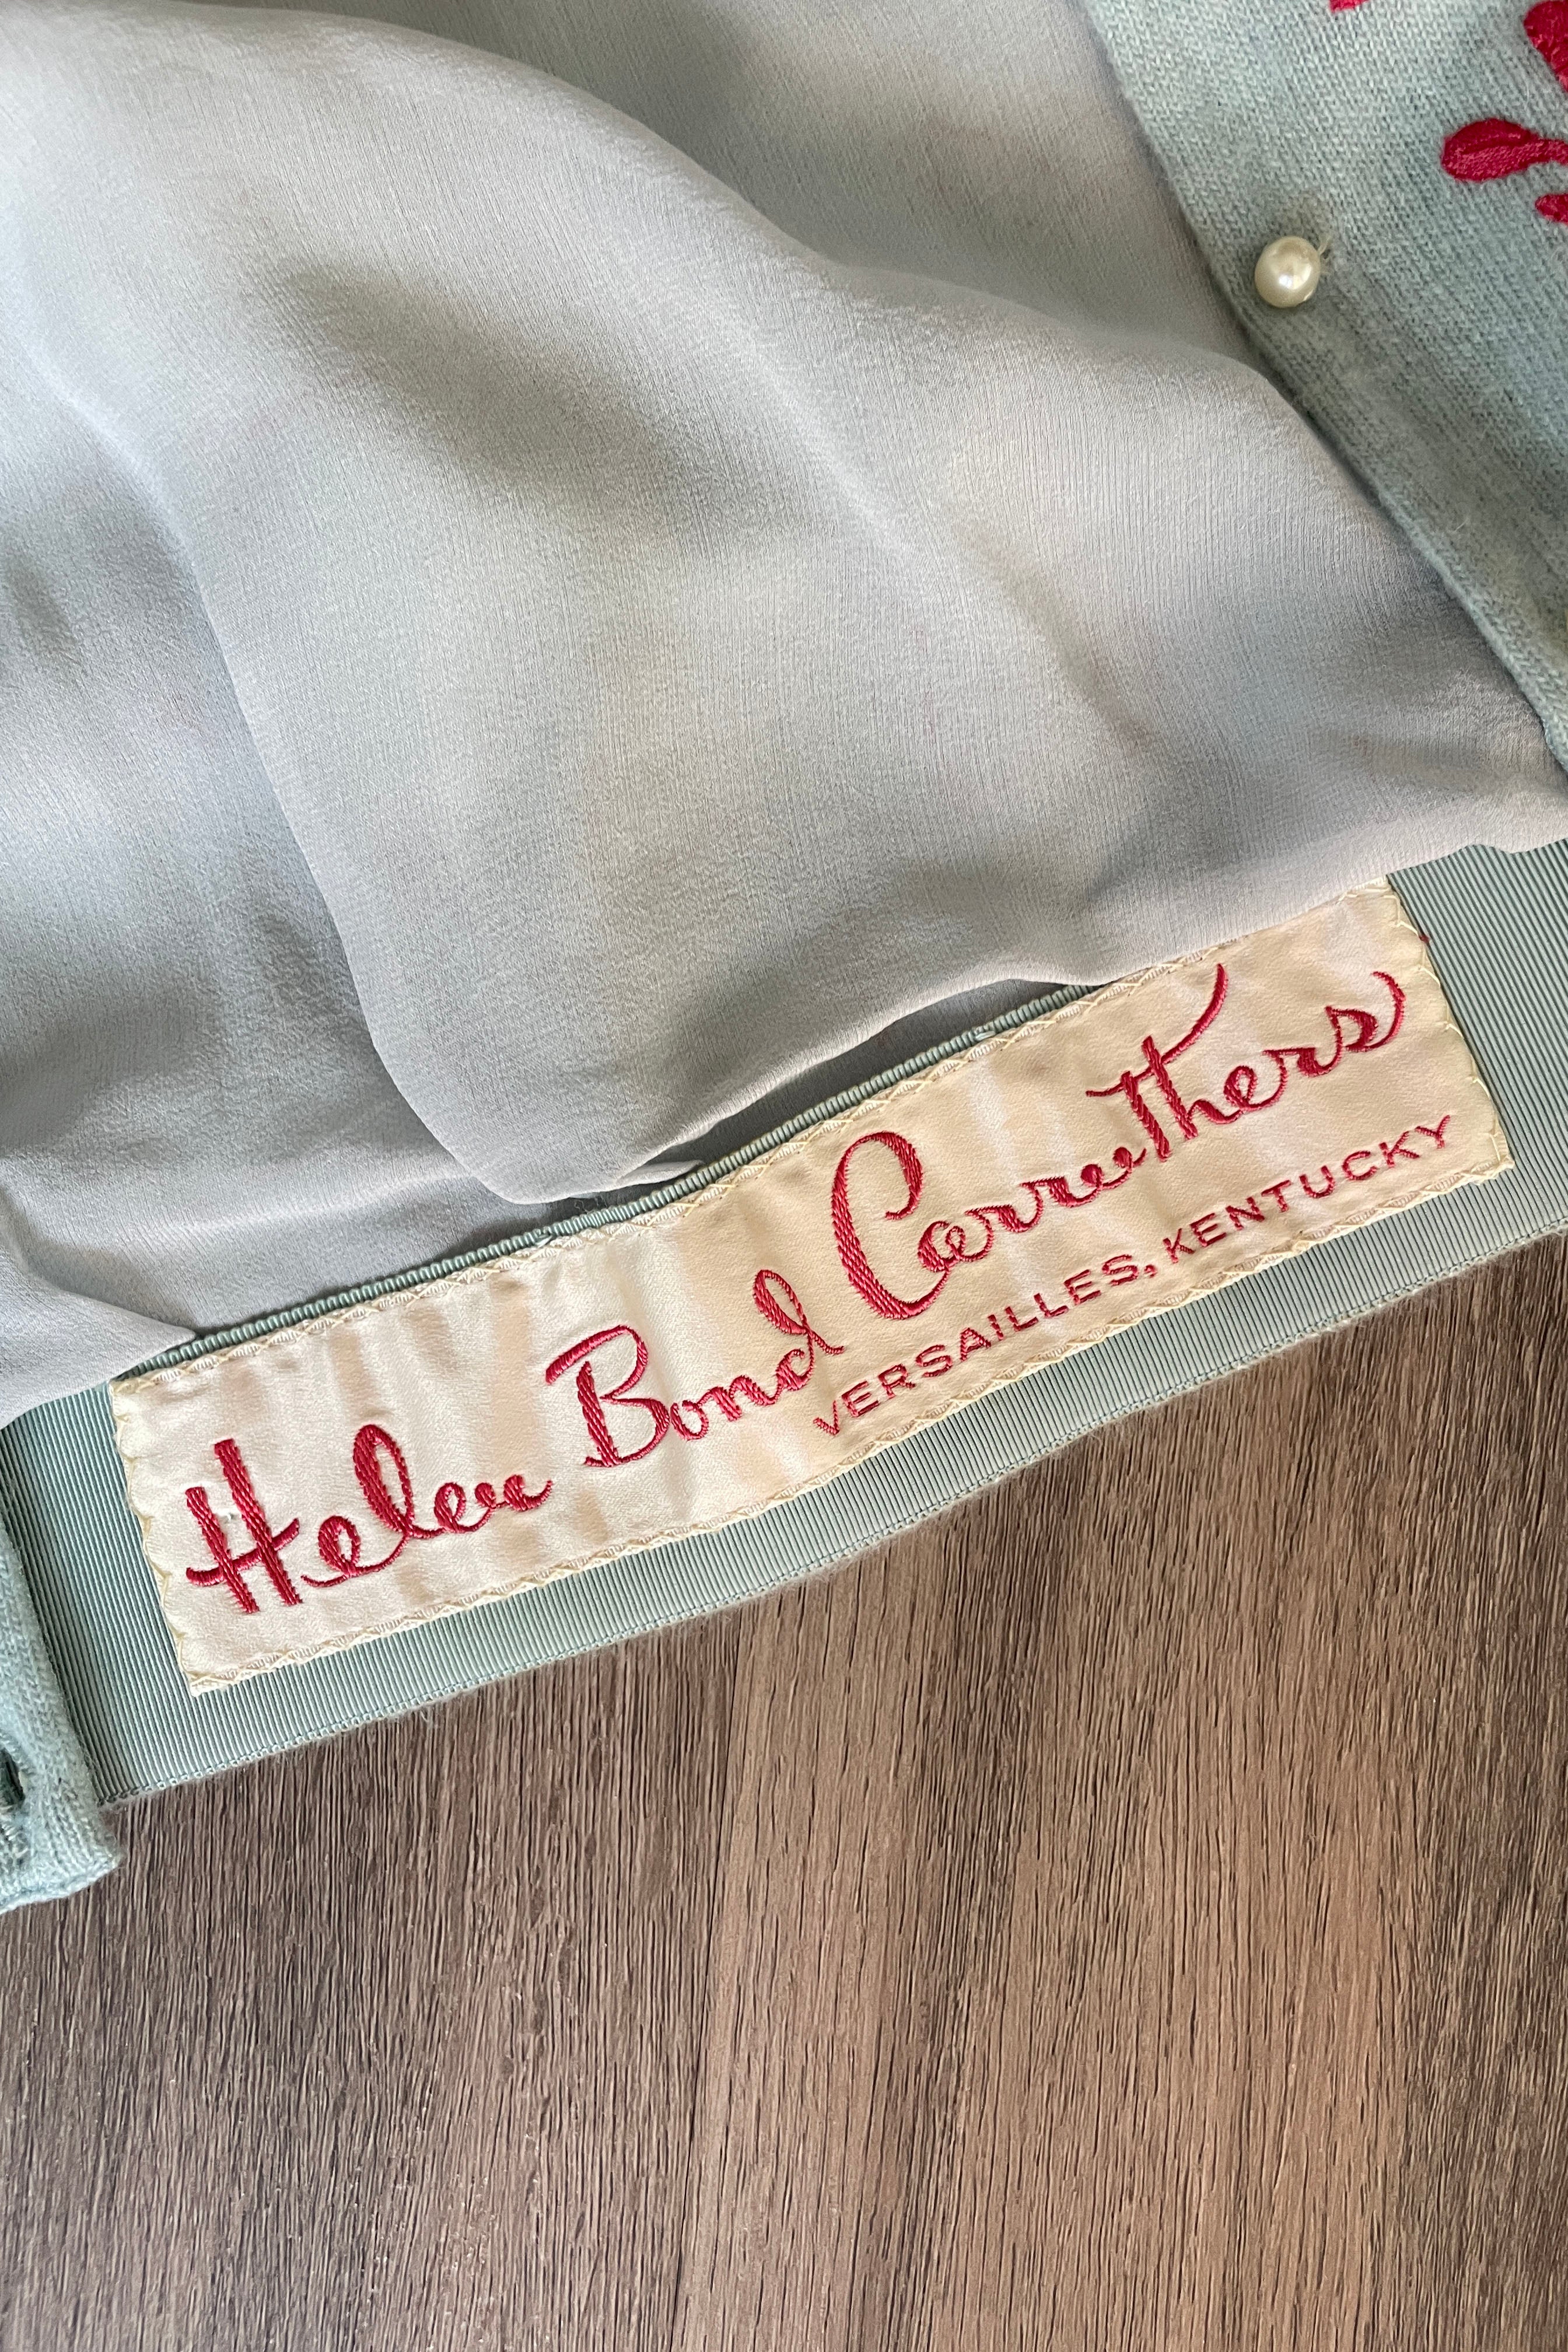 Helen Bond Carruthers
VERSAILLES, KENTUCKY